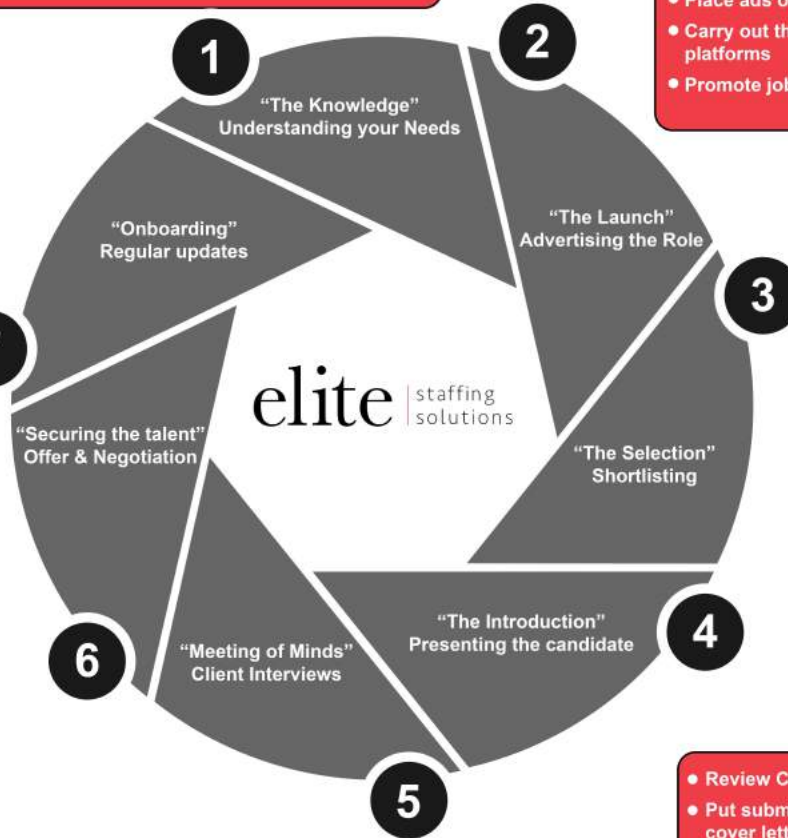 1
“The Knowledge”
Understanding your Needs
2
“The Launch”
Advertising the Role
3
“The Selection”
Shortlisting
4
“The Introduction”
Presenting the candidate
5
“Meeting of Minds”
Client Interviews
6
“Securing the talent”
Offer & Negotiation
“Onboarding”
Regular updates
elite
staffing
solutions
Place ads o
• Carry out th
platforms
• Promote job
• Review C
• Put subm
cover lett